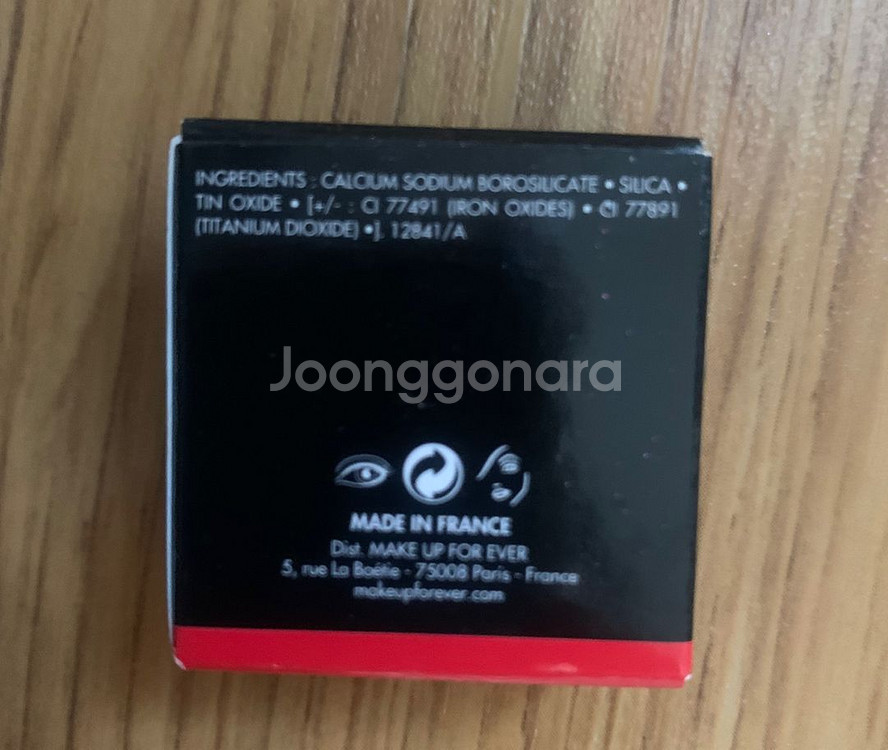 INGREDIENTS : CALCIUM SODIUM BOROSILICATE • SILICA •
TIN OXIDE • [+/- : CI 77491 (IRON OXIDES) • CI 77891
(TITANIUM DIOXIDE) •]. 12841/A
Joonggonara
MADE IN FRANCE
Dist. MAKE UP FOR EVER
5, rue La Boétie - 75008 Paris - France
makeupforever.com